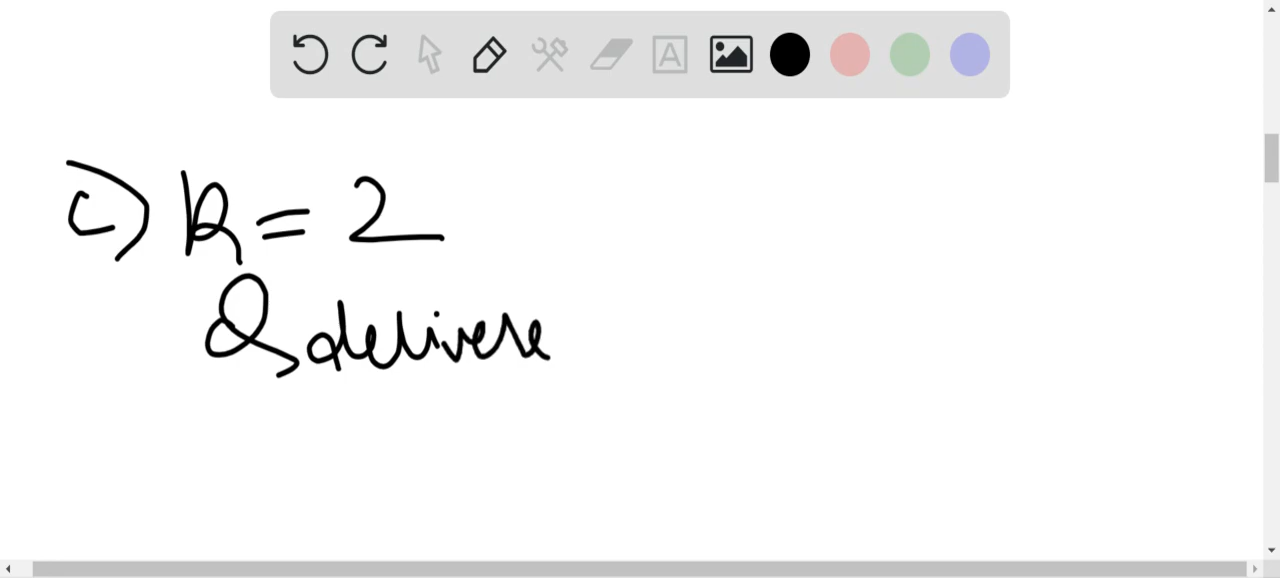 c) k = 2
Q delivere